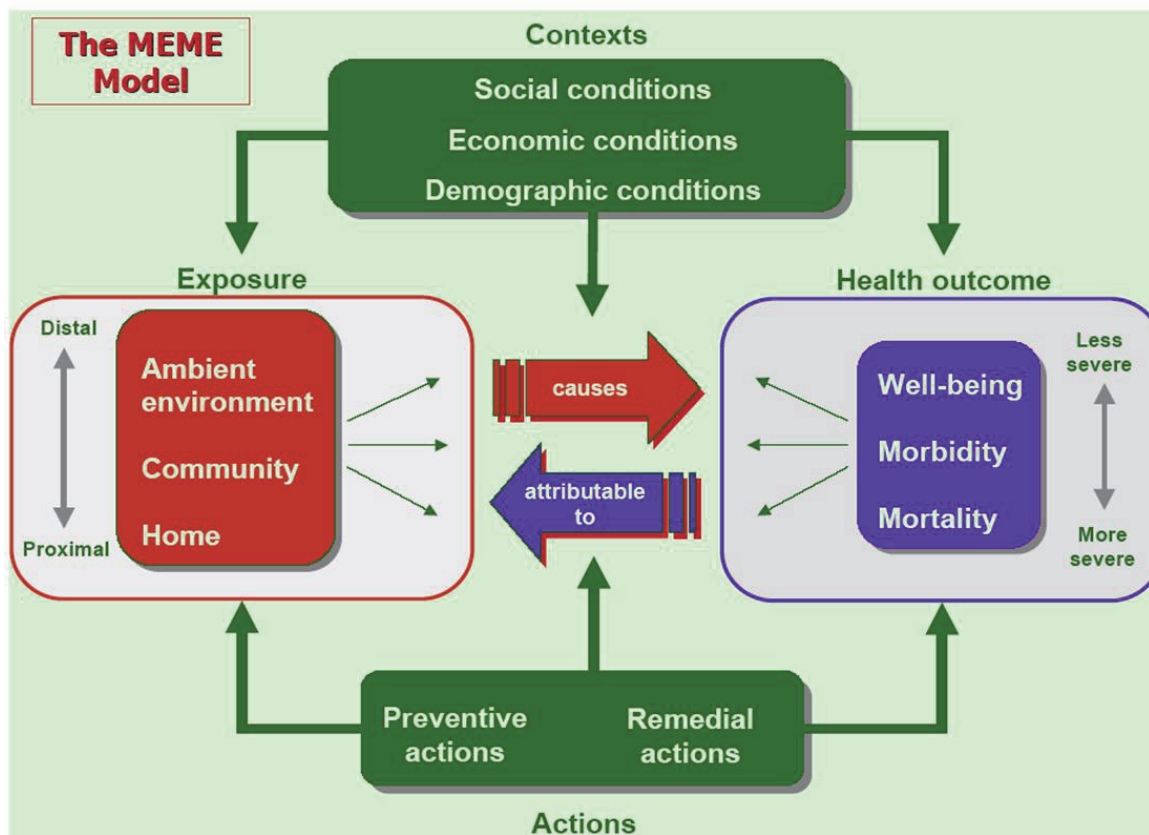 The MEME
Model
Contexts
Social conditions
Economic conditions
Demographic conditions
Exposure
Health outcome
Distal
Proximal
Ambient
environment
Community
Home
causes
attributable
to
Well-being
Morbidity
Mortality
Less
severe
More
severe
Preventive
actions
Remedial
actions
Actions